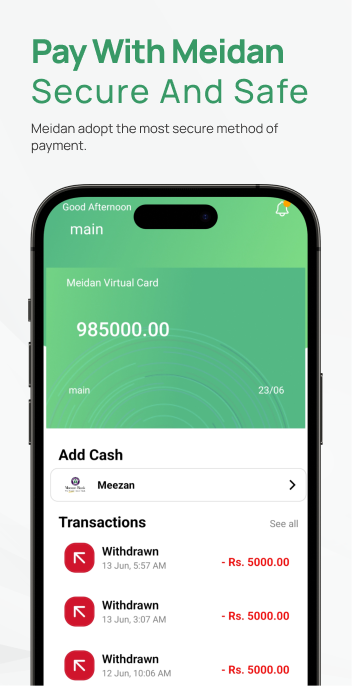 Pay With Meidan
Secure And Safe
Meidan adopt the most secure method of
payment.
Good Afternoon
main
Meidan Virtual Card
985000.00
main 23/06
Add Cash
Meezan
Transactions See all
Withdrawn
13 Jun, 5:57 AM - Rs. 5000.00
Withdrawn
13 Jun, 3:07 AM - Rs. 5000.00
Withdrawn
12 Jun, 10:06 AM - Rs. 5000.00